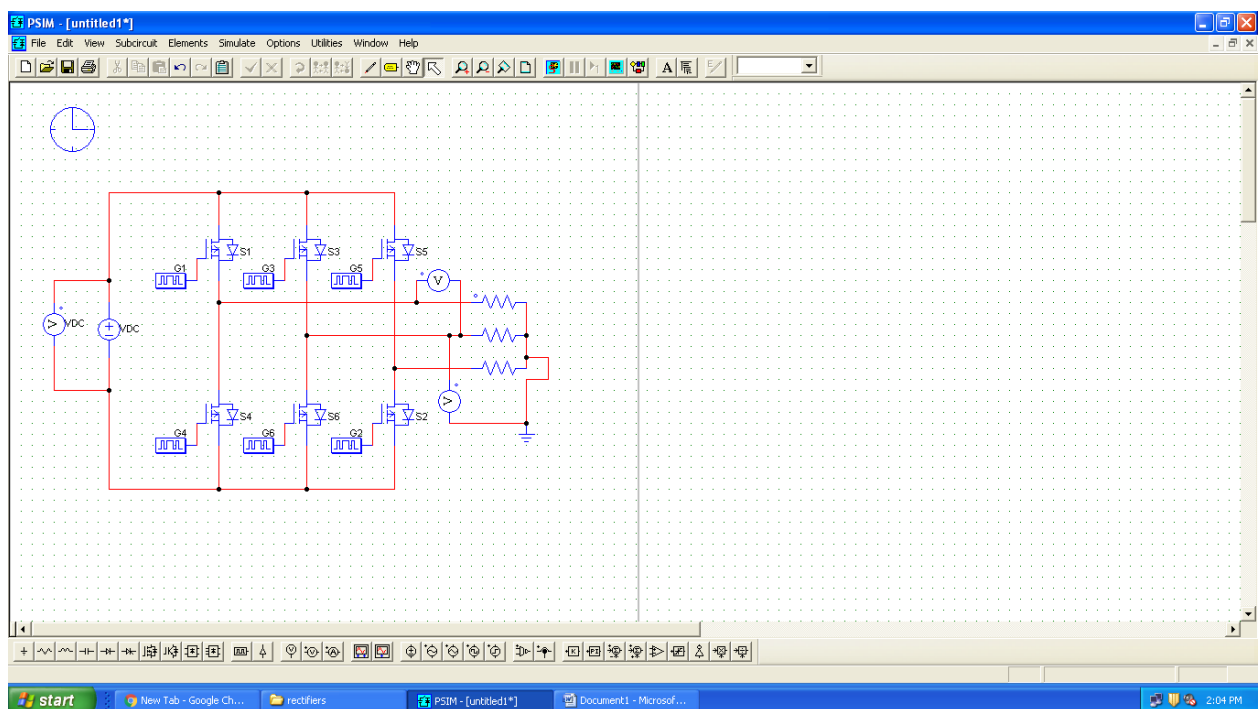 PSIM - [untitled1*]
File Edit View Subcircuit Elements Simulate Options Utilities Window Help
S1 S3 S5
G1 G3 G5
V
V VDC VDC
V
S4 S6 S2
G4 G6 G2
start New Tab - Google Ch... rectifiers PSIM - [untitled1*] Document1 - Microsof... 2:04 PM